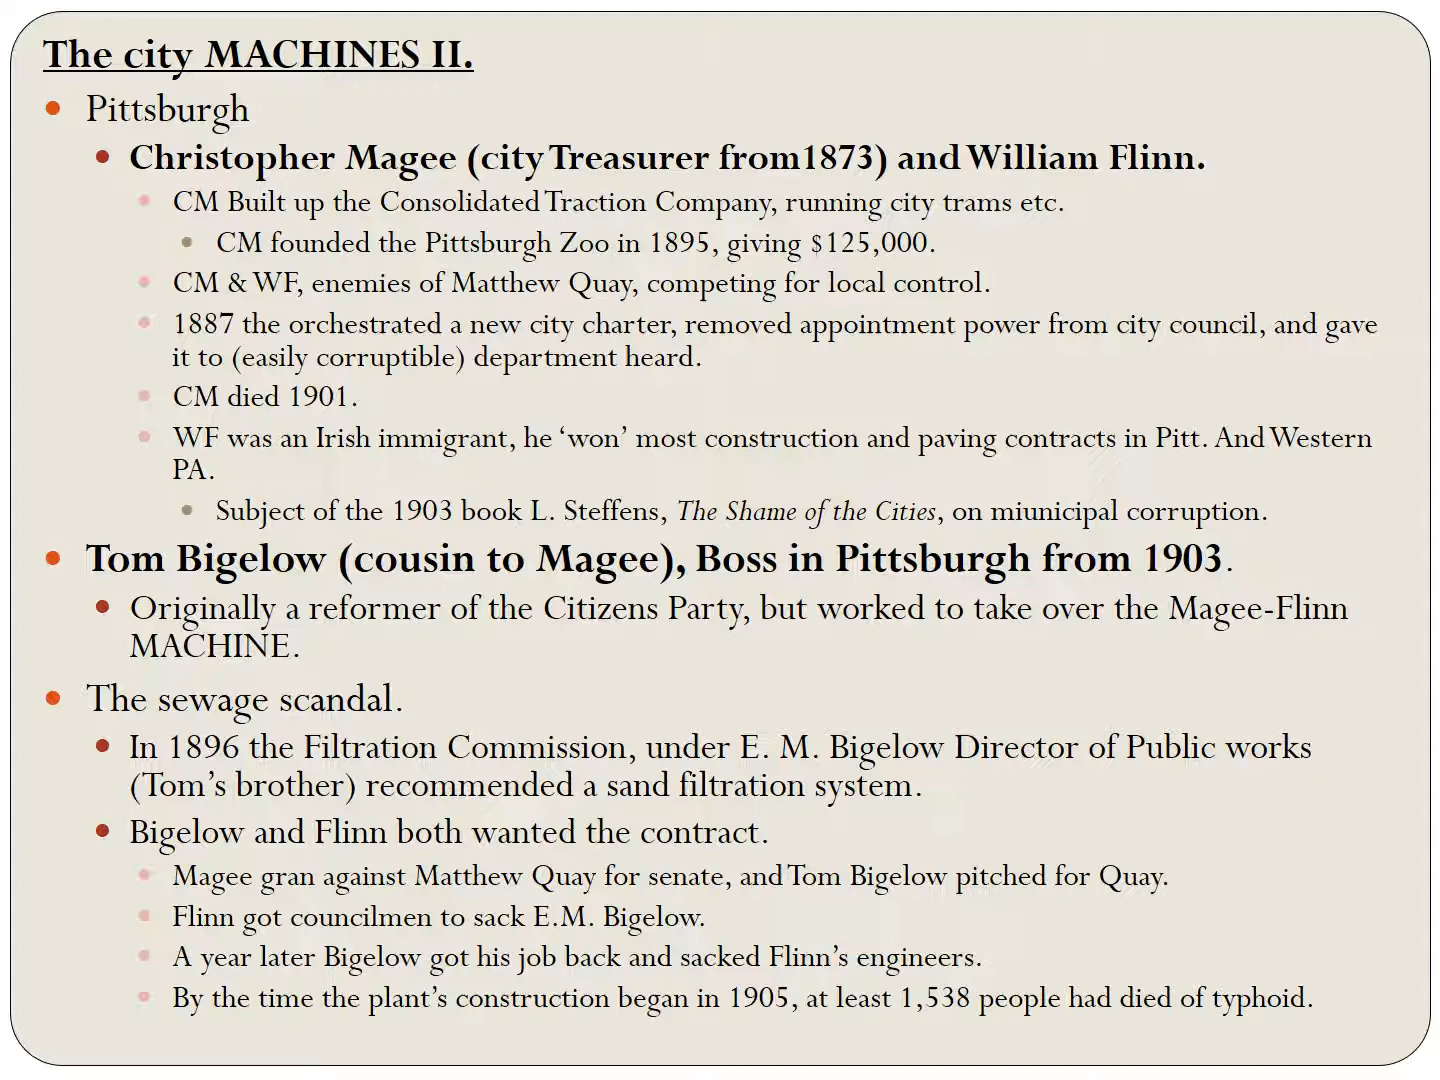 The city MACHINES II.
Pittsburgh
Christopher Magee (city Treasurer from1873) and William Flinn.
CM Built up the Consolidated Traction Company, running city trams etc.
CM founded the Pittsburgh Zoo in 1895, giving $125,000.
CM & WF, enemies of Matthew Quay, competing for local control.
1887 the orchestrated a new city charter, removed appointment power from city council, and gave
it to (easily corruptible) department heard.
CM died 1901.
WF was an Irish immigrant, he ‘won’ most construction and paving contracts in Pitt. And Western
PA.
Subject of the 1903 book L. Steffens, The Shame of the Cities, on miunicipal corruption.
Tom Bigelow (cousin to Magee), Boss in Pittsburgh from 1903.
Originally a reformer of the Citizens Party, but worked to take over the Magee-Flinn
MACHINE.
The sewage scandal.
In 1896 the Filtration Commission, under E. M. Bigelow Director of Public works
(Tom’s brother) recommended a sand filtration system.
Bigelow and Flinn both wanted the contract.
Magee gran against Matthew Quay for senate, and Tom Bigelow pitched for Quay.
Flinn got councilmen to sack E.M. Bigelow.
A year later Bigelow got his job back and sacked Flinn’s engineers.
By the time the plant’s construction began in 1905, at least 1,538 people had died of typhoid.